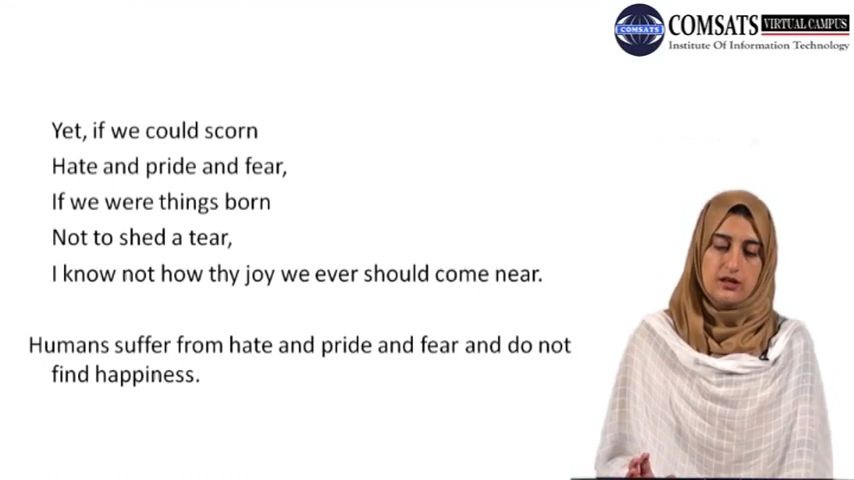 COMSATS VIRTUAL CAMPUS
COMSATS
Institute Of Information Technology
Yet, if we could scorn
Hate and pride and fear,
If we were things born
Not to shed a tear,
I know not how thy joy we ever should come near.
Humans suffer from hate and pride and fear and do not
find happiness.